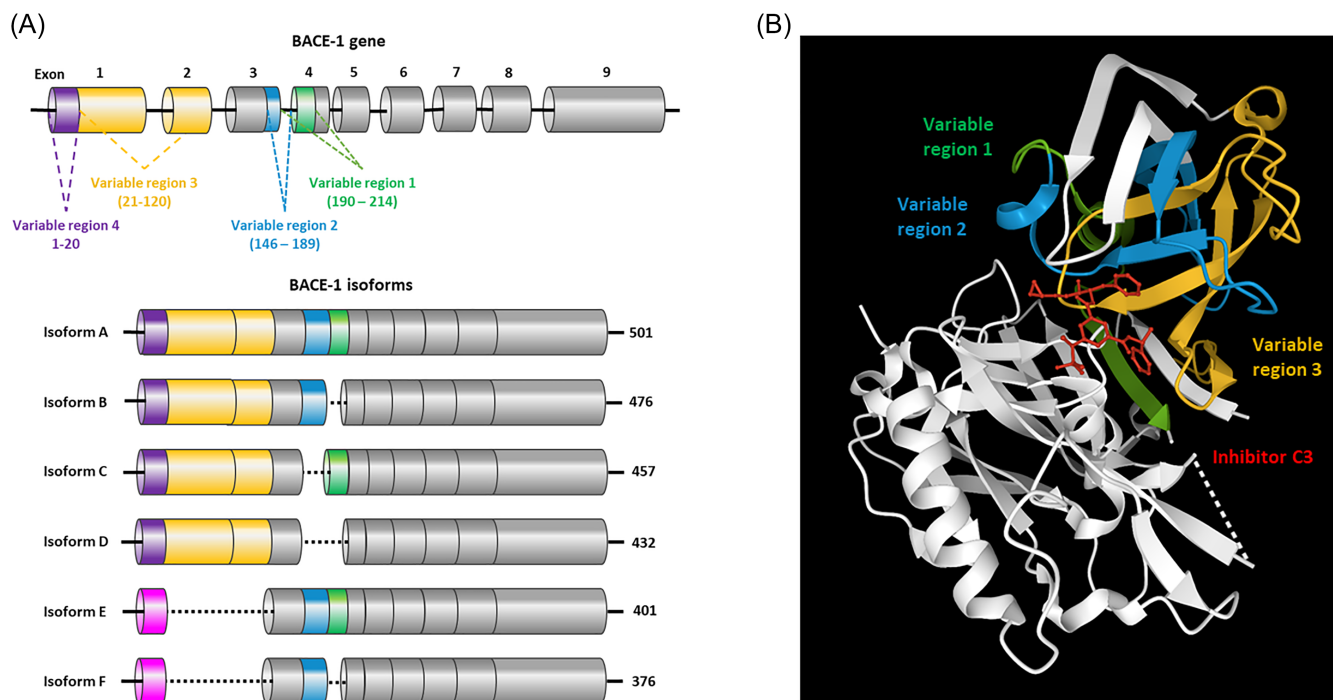 (A)
BACE-1 gene
Exon 1 2 3 4 5 6 7 8 9
Variable region 3
(21-120)
Variable region 1
(190 – 214)
Variable region 4
1-20
Variable region 2
(146 – 189)
BACE-1 isoforms
Isoform A 501
Isoform B 476
Isoform C 457
Isoform D 432
Isoform E 401
Isoform F 376
(B)
Variable
region 1
Variable
region 2
Variable
region 3
Inhibitor C3